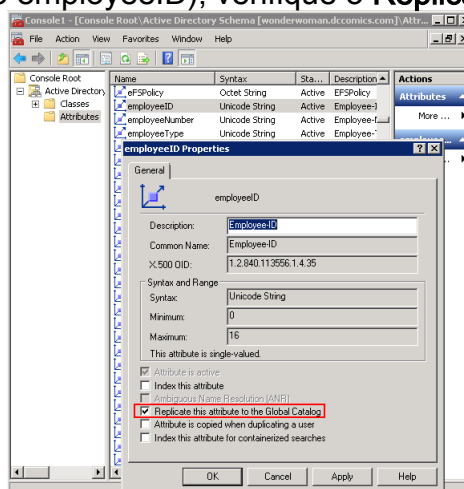 employeeID), verifique o Replica
Console1 - [Console Root\Active Directory Schema [wonderwoman.dccomics.com]\Attr...
File Action View Favorites Window Help
Console Root
Active Directory
Classes
Attributes
Name Syntax Sta... Description
eFSPolicy Octet String Active EFSPolicy
employeeID Unicode String Active Employee-I
employeeNumber Unicode String Active Employee-
employeeType Unicode String Active Employee-
Actions
Attributes
More ...
employeeID Properties
General
employeeID
Description: Employee-ID
Common Name: Employee-ID
X.500 OID: 1.2.840.113556.1.4.35
Syntax and Range
Syntax: Unicode String
Minimum: 0
Maximum: 16
This attribute is single-valued.
Attribute is active
Index this attribute
Ambiguous Name Resolution (ANR)
Replicate this attribute to the Global Catalog
Attribute is copied when duplicating a user
Index this attribute for containerized searches
OK Cancel Apply Help